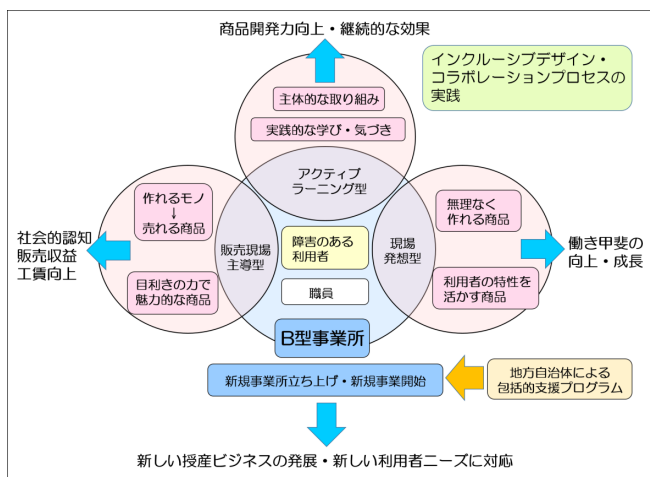 商品開発力向上・継続的な効果
インクルーシブデザイン・
コラボレーションプロセスの
実践
主体的な取り組み
実践的な学び・気づき
アクティブ
ラーニング型
作れるモノ
↓
売れる商品
目利きの力で
魅力的な商品
社会的認知
販売収益
工賃向上
販売現場
主導型
障害のある
利用者
職員
現場
発想型
無理なく
作れる商品
利用者の特性を
活かす商品
働き甲斐の
向上・成長
B型事業所
新規事業所立ち上げ・新規事業開始
地方自治体による
包括的支援プログラム
新しい授産ビジネスの発展・新しい利用者ニーズに対応